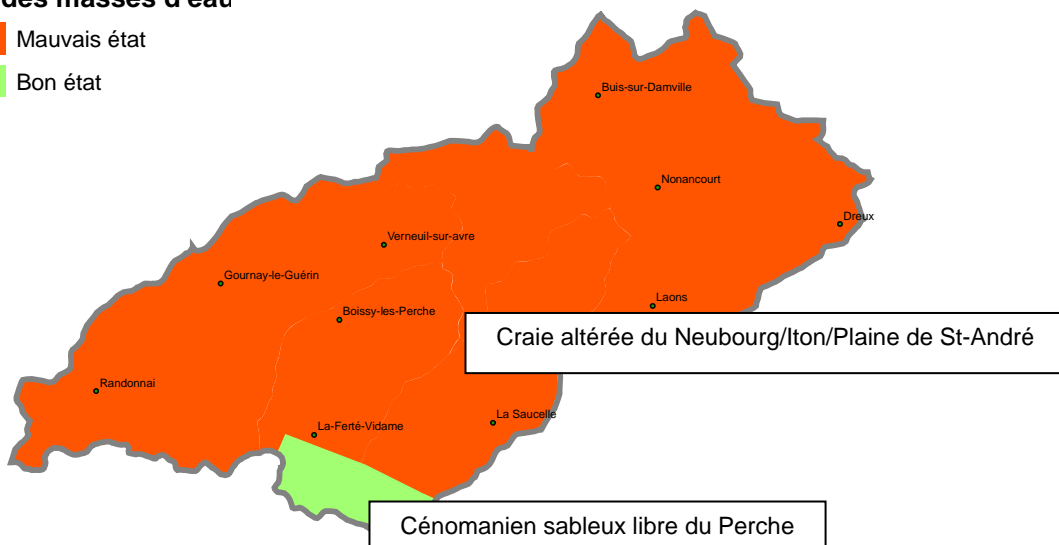 des masses d'eau
Mauvais état
Bon état
Buis-sur-Damville
Nonancourt
Dreux
Verneuil-sur-avre
Gournay-le-Guérin
Laons
Boissy-les-Perche
Craie altérée du Neubourg/Iton/Plaine de St-André
Randonnai
La Saucelle
La-Ferté-Vidame
Cénomanien sableux libre du Perche